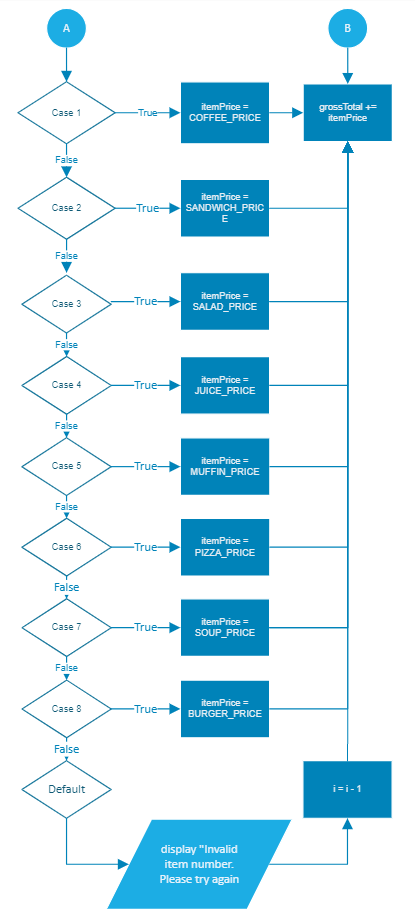 A
B
Case 1
True
itemPrice =
COFFEE_PRICE
grossTotal +=
itemPrice
False
Case 2
True
itemPrice =
SANDWICH_PRIC
E
False
Case 3
True
itemPrice =
SALAD_PRICE
False
Case 4
True
itemPrice =
JUICE_PRICE
False
Case 5
True
itemPrice =
MUFFIN_PRICE
False
Case 6
True
itemPrice =
PIZZA_PRICE
False
Case 7
True
itemPrice =
SOUP_PRICE
False
Case 8
True
itemPrice =
BURGER_PRICE
False
Default
i = i - 1
display "Invalid
item number.
Please try again